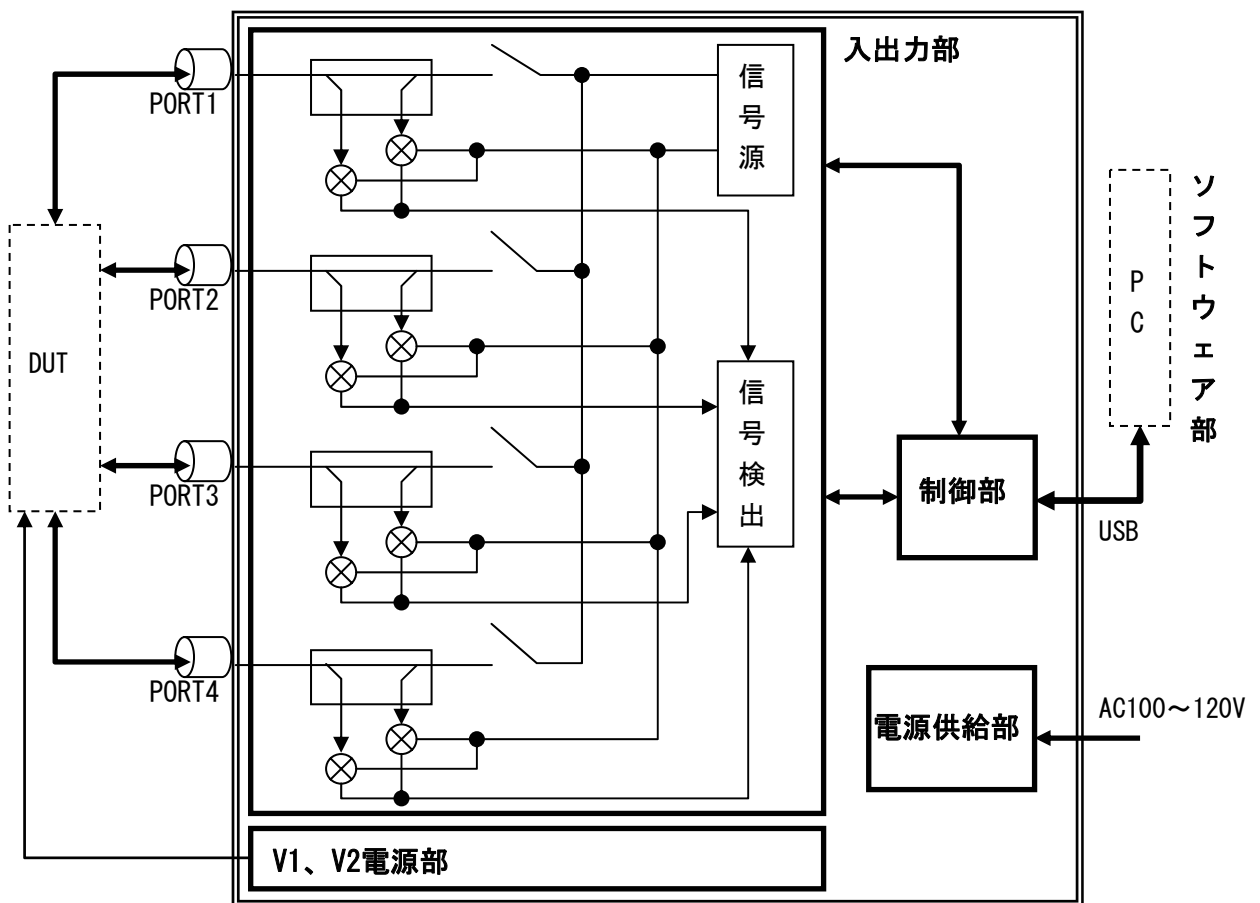 入出力部
PORT1
信号源
PORT2
DUT
信号検出
PC
ソフトウェア部
PORT3
制御部
USB
PORT4
電源供給部
AC100～120V
V1、V2電源部